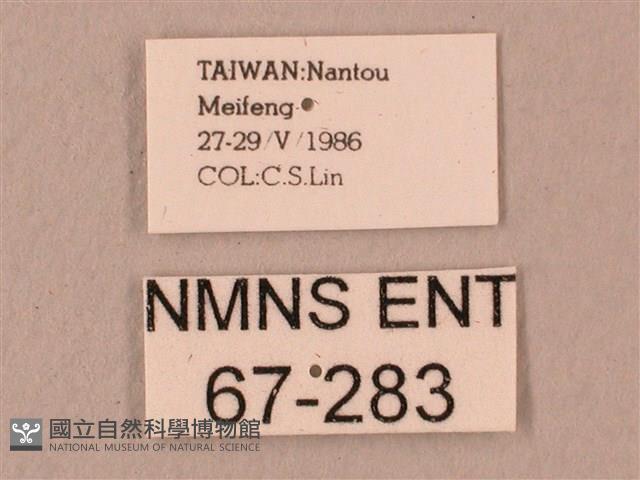 TAIWAN:Nantou
Meifeng
27-29/V/1986
COL:C.S.Lin
NMNS ENT
67-283
國立自然科學博物館
NATIONAL MUSEUM OF NATURAL SCIENCE